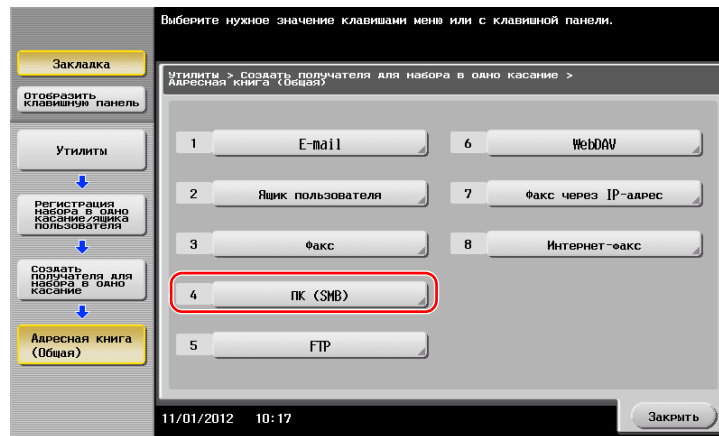 Выберите нужное значение клавишами меню или с клавишной панели.
Закладка
Отобразить
клавишную панель
Утилиты
Регистрация
набора в одно
касание/ящика
пользователя
Создать
получателя для
набора в одно
касание
Адресная книга
(Общая)
Утилиты > Создать получателя для набора в одно касание >
Адресная книга (Общая)
1 E-mail
2 Ящик пользователя
3 Факс
4 ПК (SMB)
5 FTP
6 WebDAV
7 Факс через IP-адрес
8 Интернет-факс
11/01/2012 10:17
Закрыть